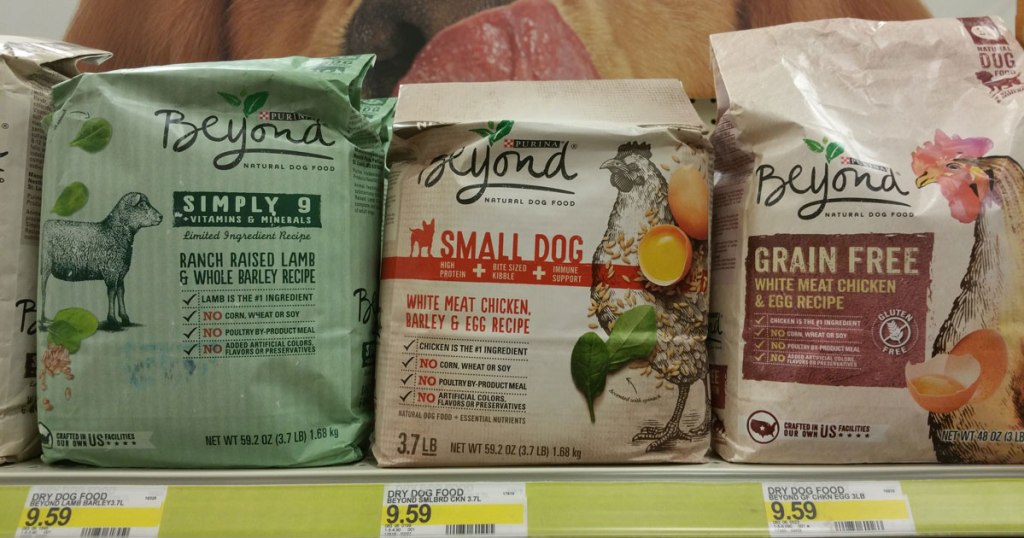 PURINA
Beyond
NATURAL DOG FOOD
SIMPLY 9
+VITAMINS & MINERALS
Limited Ingredient Recipe
RANCH RAISED LAMB
& WHOLE BARLEY RECIPE
LAMB IS THE #1 INGREDIENT
NO CORN, WHEAT OR SOY
NO POULTRY BY-PRODUCT MEAL
NO ADDED ARTIFICIAL COLORS,
FLAVORS OR PRESERVATIVES
CRAFTED IN
OUR OWN US FACILITIES
NET WT 59.2 OZ (3.7 LB) 1.68 kg
PURINA
Beyond®
NATURAL DOG FOOD
SMALL DOG
HIGH PROTEIN + BITE SIZED KIBBLE + IMMUNE SUPPORT
WHITE MEAT CHICKEN,
BARLEY & EGG RECIPE
CHICKEN IS THE #1 INGREDIENT
NO CORN, WHEAT OR SOY
NO POULTRY BY-PRODUCT MEAL
NO ARTIFICIAL COLORS,
FLAVORS OR PRESERVATIVES
NATURAL DOG FOOD + ESSENTIAL NUTRIENTS
3.7 LB NET WT 59.2 OZ (3.7 LB) 1.68 kg
NATURAL
DOG
FOOD
PURINA
Beyond®
NATURAL DOG FOOD
GRAIN FREE
WHITE MEAT CHICKEN
& EGG RECIPE
CHICKEN IS THE #1 INGREDIENT
NO CORN, WHEAT OR SOY
NO POULTRY BY-PRODUCT MEAL
NO ADDED ARTIFICIAL COLORS,
FLAVORS OR PRESERVATIVES
GLUTEN
FREE
CRAFTED IN
OUR OWN US FACILITIES
NET WT 48 OZ (3 LB
DRY DOG FOOD
BEYOND LAMB BARLEY3.7L
9.59
DRY DOG FOOD
BEYOND SMLBRD CKN 3.7L
9.59
DRY DOG FOOD
BEYOND GF CHKN EGG 3LB
9.59